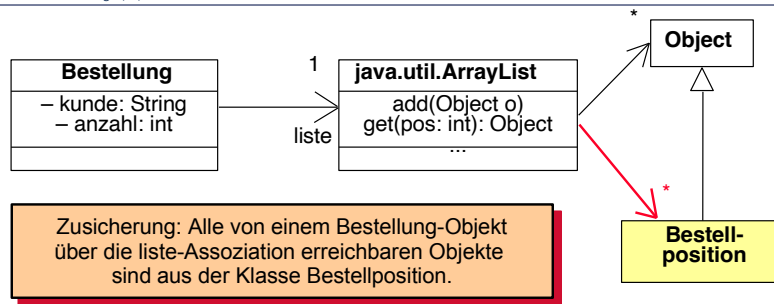 *
Object
Bestellung
– kunde: String
– anzahl: int
1
liste
java.util.ArrayList
add(Object o)
get(pos: int): Object
...
*
Bestell-
position
Zusicherung: Alle von einem Bestellung-Objekt
über die liste-Assoziation erreichbaren Objekte
sind aus der Klasse Bestellposition.